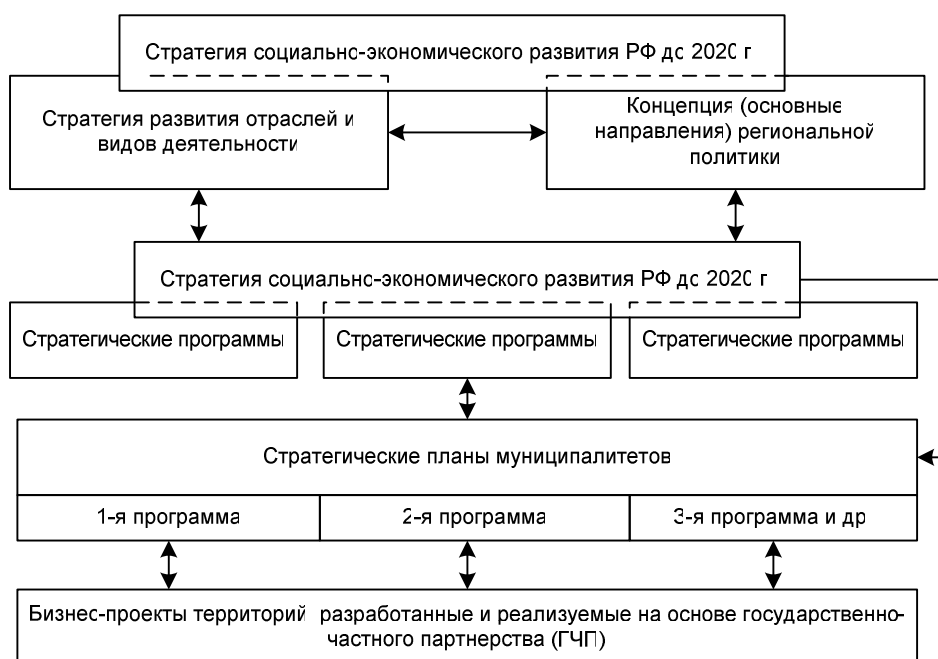 Стратегия социально-экономического развития РФ до 2020 г
Стратегия развития отраслей и
видов деятельности
Концепция (основные
направления) региональной
политики
Стратегия социально-экономического развития РФ до 2020 г
Стратегические программы
Стратегические программы
Стратегические программы
Стратегические планы муниципалитетов
1-я программа
2-я программа
3-я программа и др
Бизнес-проекты территорий разработанные и реализуемые на основе государственно-
частного партнерства (ГЧП)